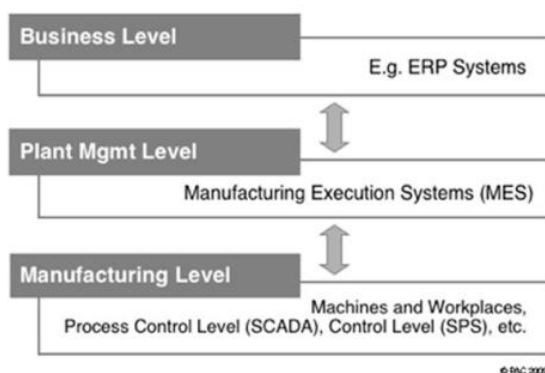 Business Level
E.g. ERP Systems
Plant Mgmt Level
Manufacturing Execution Systems (MES)
Manufacturing Level
Machines and Workplaces,
Process Control Level (SCADA), Control Level (SPS), etc.
© PAC